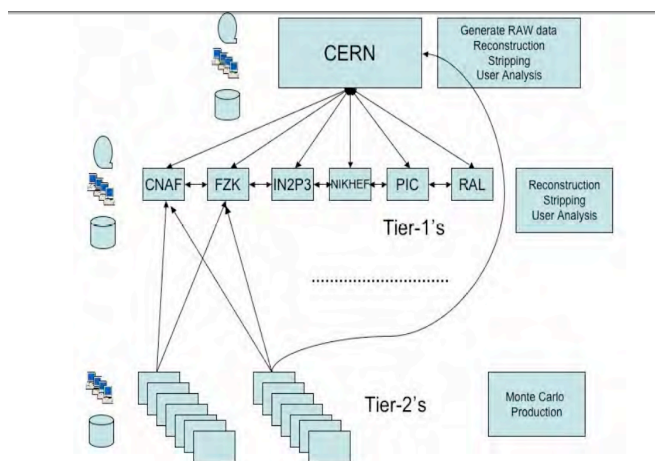 CERN
Generate RAW data
Reconstruction
Stripping
User Analysis
CNAF
FZK
IN2P3
NIKHEF
PIC
RAL
Reconstruction
Stripping
User Analysis
Tier-1's
Tier-2's
Monte Carlo
Production